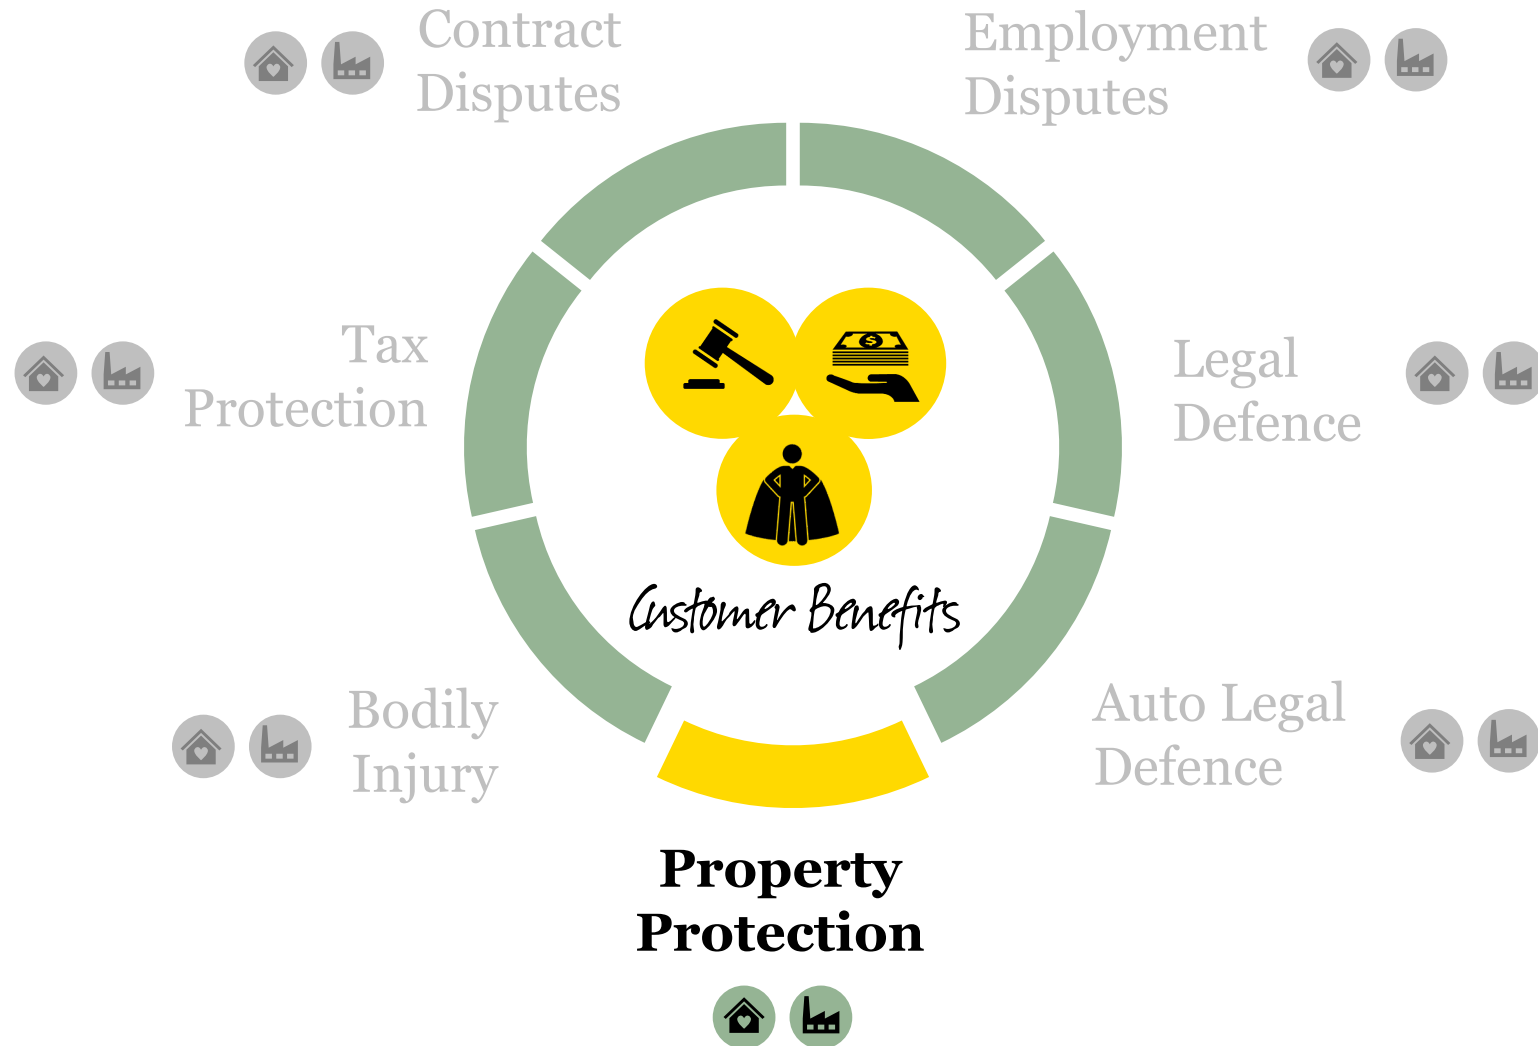 Contract
Disputes
Employment
Disputes
Tax
Protection
Legal
Defence
Customer Benefits
Bodily
Injury
Auto Legal
Defence
Property
Protection